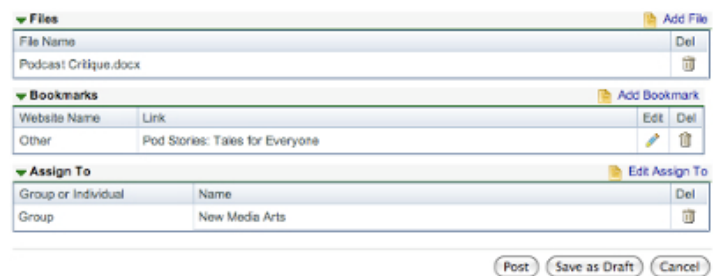 Files Add File
File Name Del
Podcast Critique.docx
Bookmarks Add Bookmark
Website Name Link Edit Del
Other Pod Stories: Tales for Everyone
Assign To Edit Assign To
Group or Individual Name Del
Group New Media Arts
Post Save as Draft Cancel